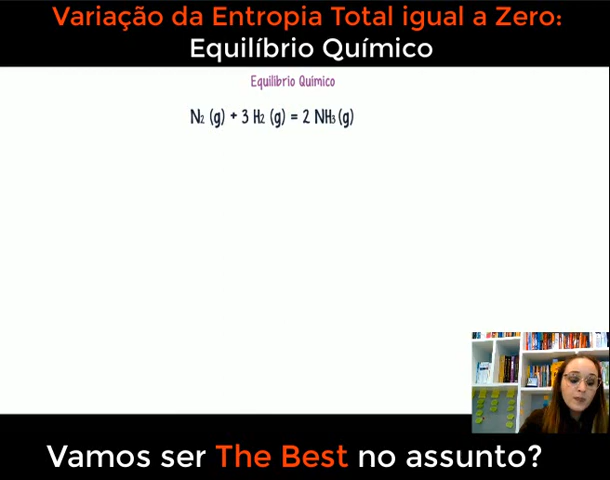 Variação da Entropia Total igual a Zero:
Equilíbrio Químico
Equilíbrio Químico
N₂ (g) + 3 H₂ (g) = 2 NH₃ (g)
Vamos ser The Best no assunto?